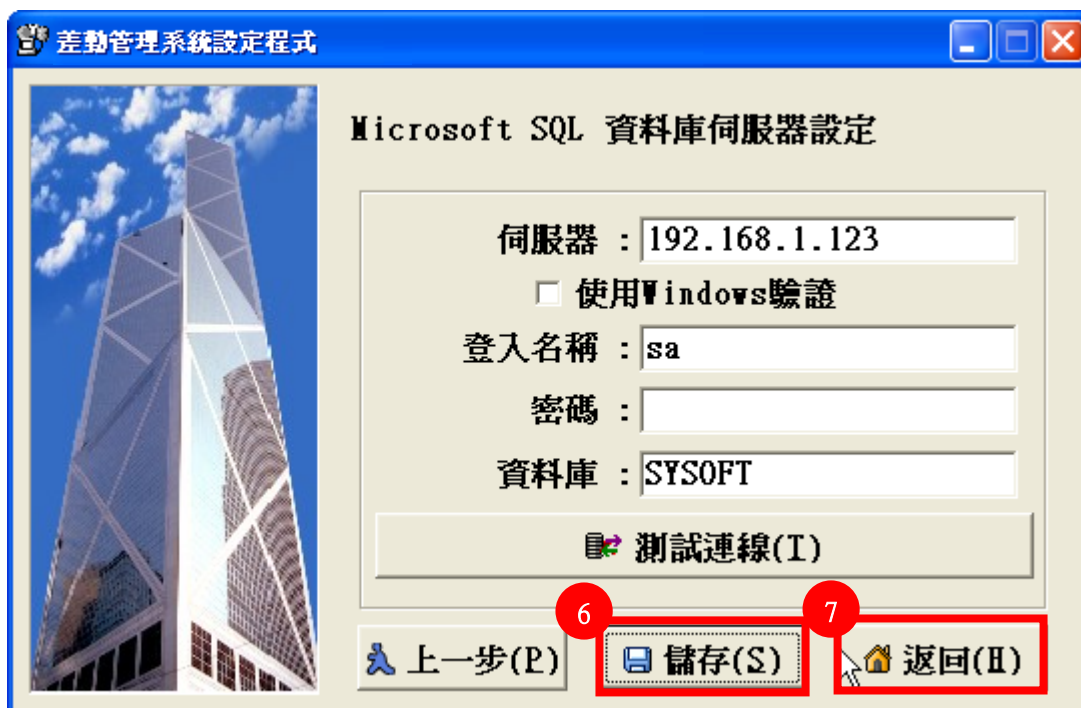 差勤管理系統設定程式
Microsoft SQL 資料庫伺服器設定
伺服器 : 192.168.1.123
使用Windows驗證
登入名稱 : sa
密碼 :
資料庫 : SYSOFT
測試連線(T)
6 7
上一步(P) 儲存(S) 返回(H)